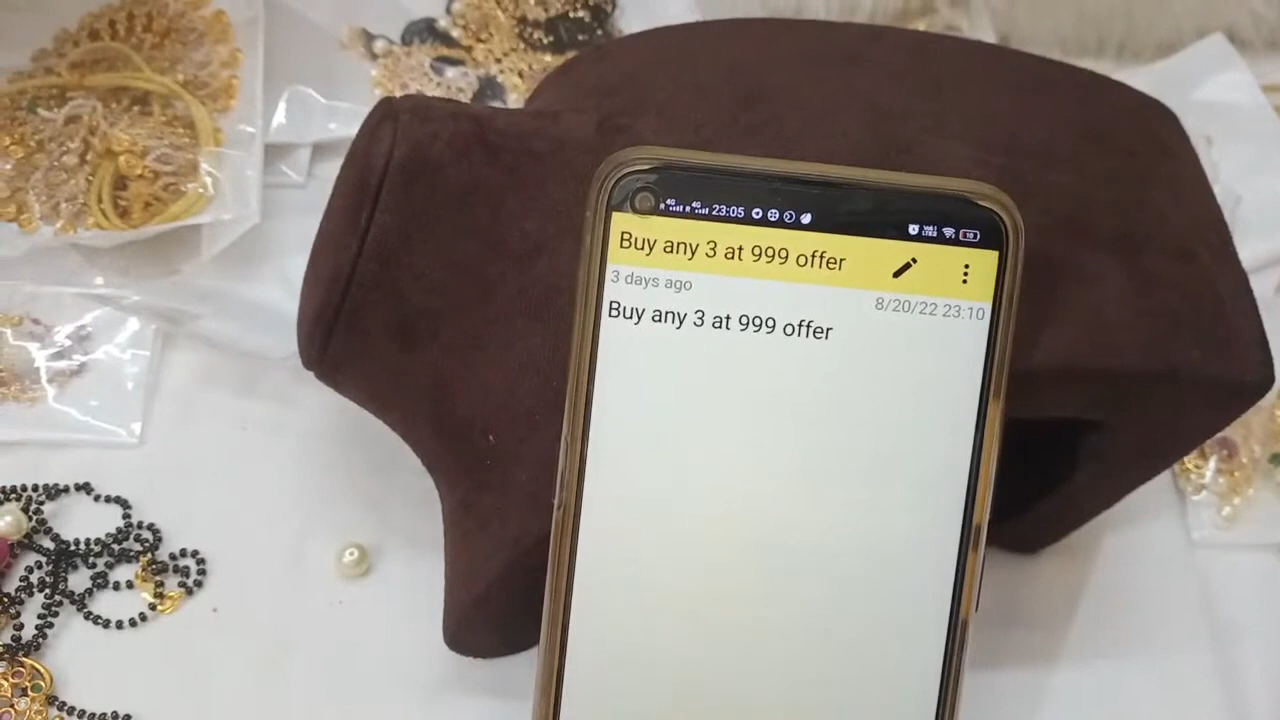 23:05
Buy any 3 at 999 offer
3 days ago
8/20/22 23:10
Buy any 3 at 999 offer